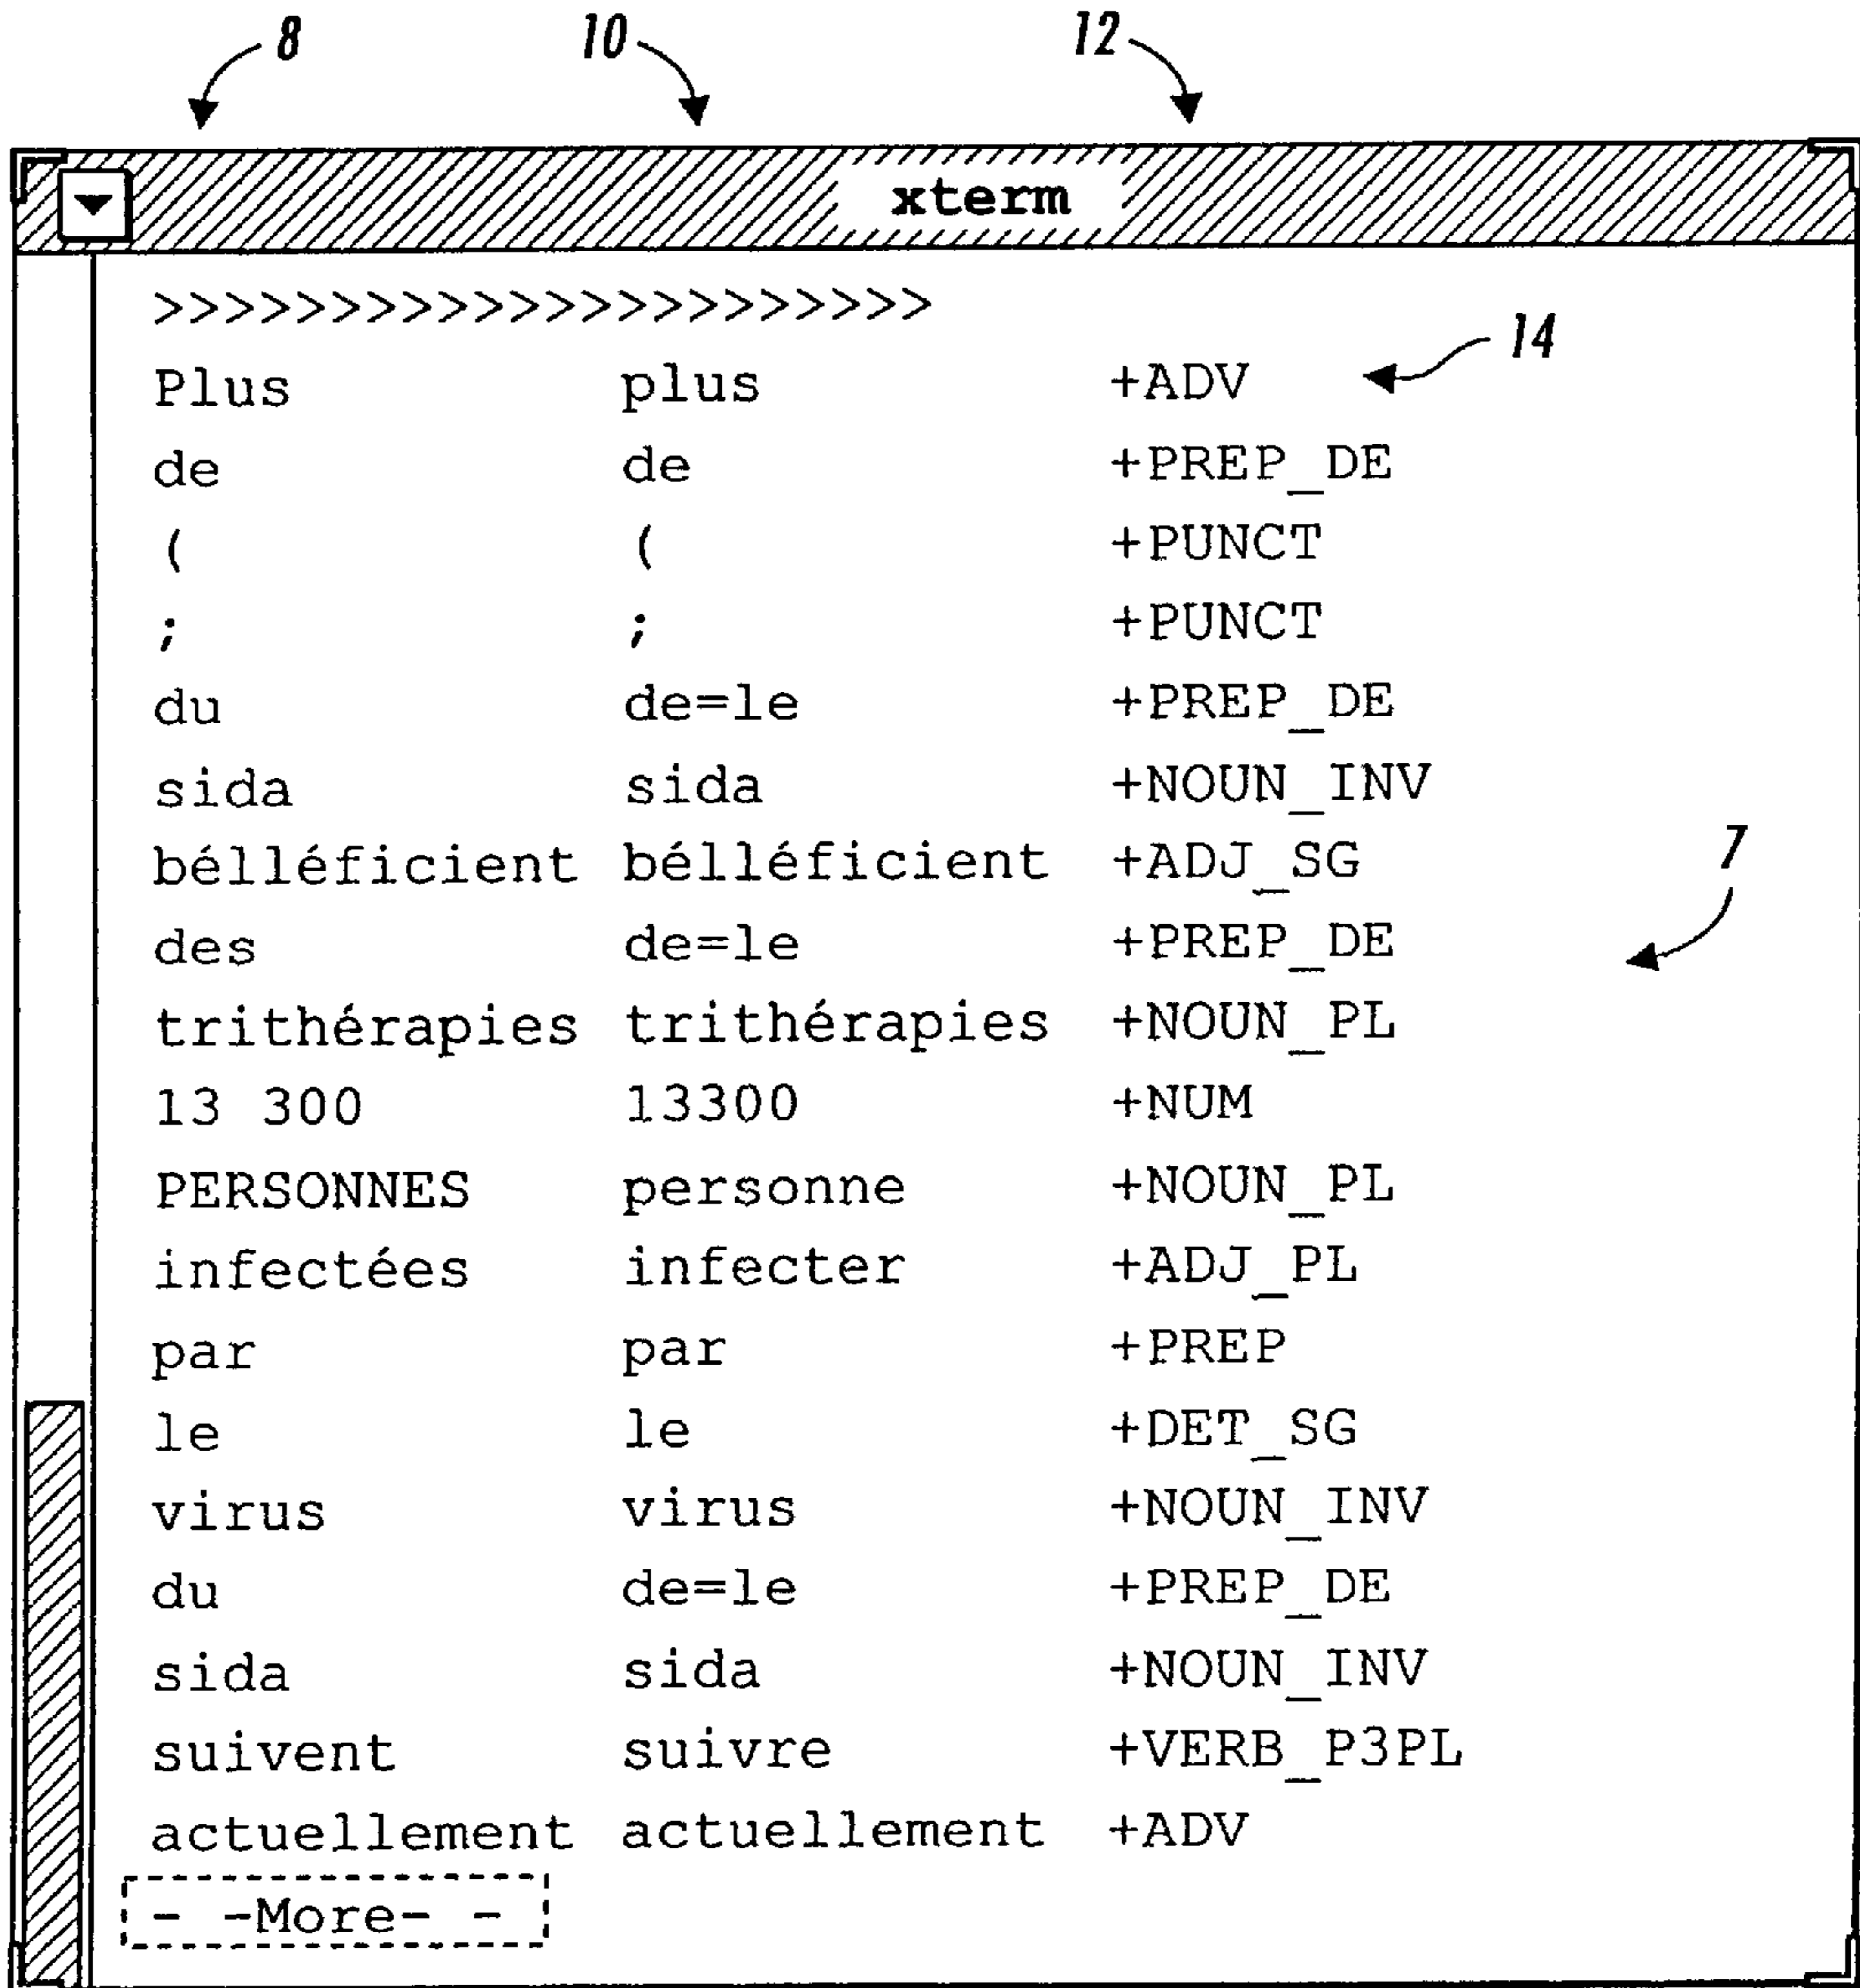 8 10 12
xterm
>>>>>>>>>>>>>>>>>>>>>>
14
Plus plus +ADV
de de +PREP_DE
( ( +PUNCT
; ; +PUNCT
du de=le +PREP_DE
sida sida +NOUN_INV
bélléficient bélléficient +ADJ_SG
7
des de=le +PREP_DE
trithérapies trithérapies +NOUN_PL
13 300 13300 +NUM
PERSONNES personne +NOUN_PL
infectées infecter +ADJ_PL
par par +PREP
le le +DET_SG
virus virus +NOUN_INV
du de=le +PREP_DE
sida sida +NOUN_INV
suivent suivre +VERB_P3PL
actuellement actuellement +ADV
- -More- -